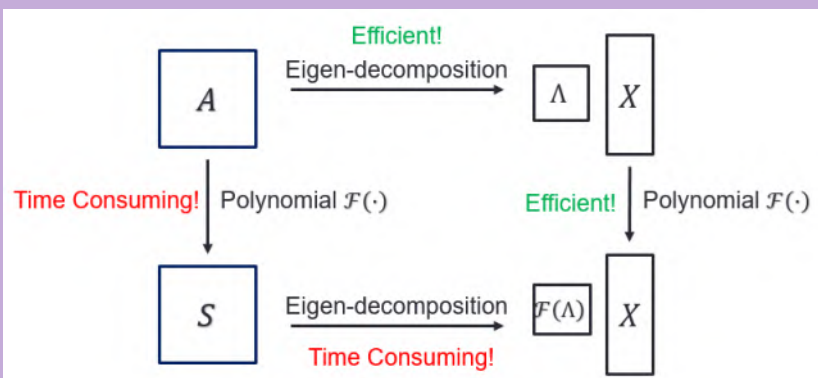 Efficient!
Eigen-decomposition
A
Λ
X
Time Consuming!
Polynomial ℱ(·)
Efficient!
Polynomial ℱ(·)
S
Eigen-decomposition
ℱ(Λ)
X
Time Consuming!